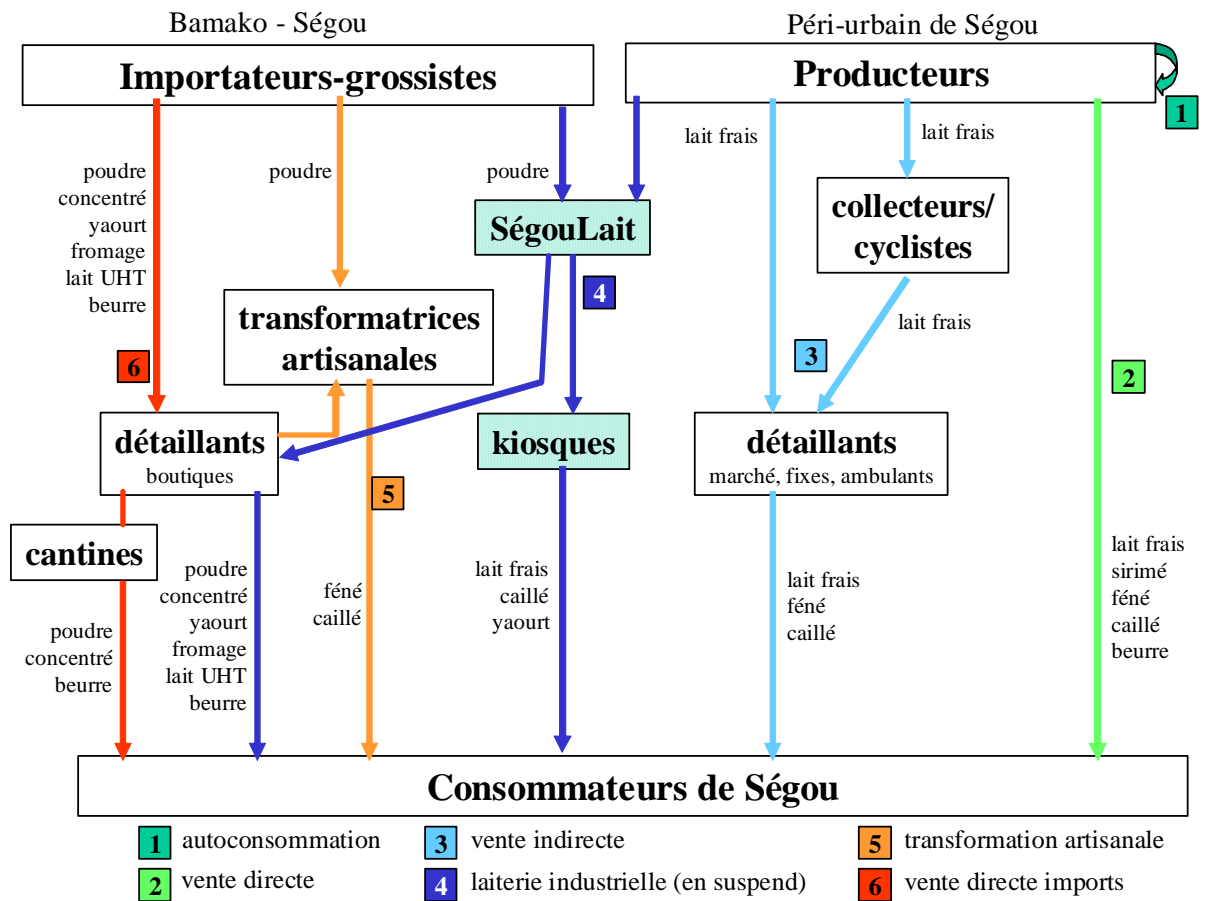 Bamako - Ségou
Péri-urbain de Ségou
Importateurs-grossistes
Producteurs
1
lait frais
lait frais
poudre
concentré
yaourt
fromage
lait UHT
beurre
poudre
poudre
SégouLait
collecteurs/
cyclistes
4
transformatrices
artisanales
lait frais
3
6
2
détaillants
boutiques
kiosques
détaillants
marché, fixes, ambulants
5
cantines
poudre
concentré
beurre
poudre
concentré
yaourt
fromage
lait UHT
beurre
féné
caillé
lait frais
caillé
yaourt
lait frais
féné
caillé
lait frais
sirimé
féné
caillé
beurre
Consommateurs de Ségou
1 autoconsommation
2 vente directe
3 vente indirecte
4 laiterie industrielle (en suspend)
5 transformation artisanale
6 vente directe imports